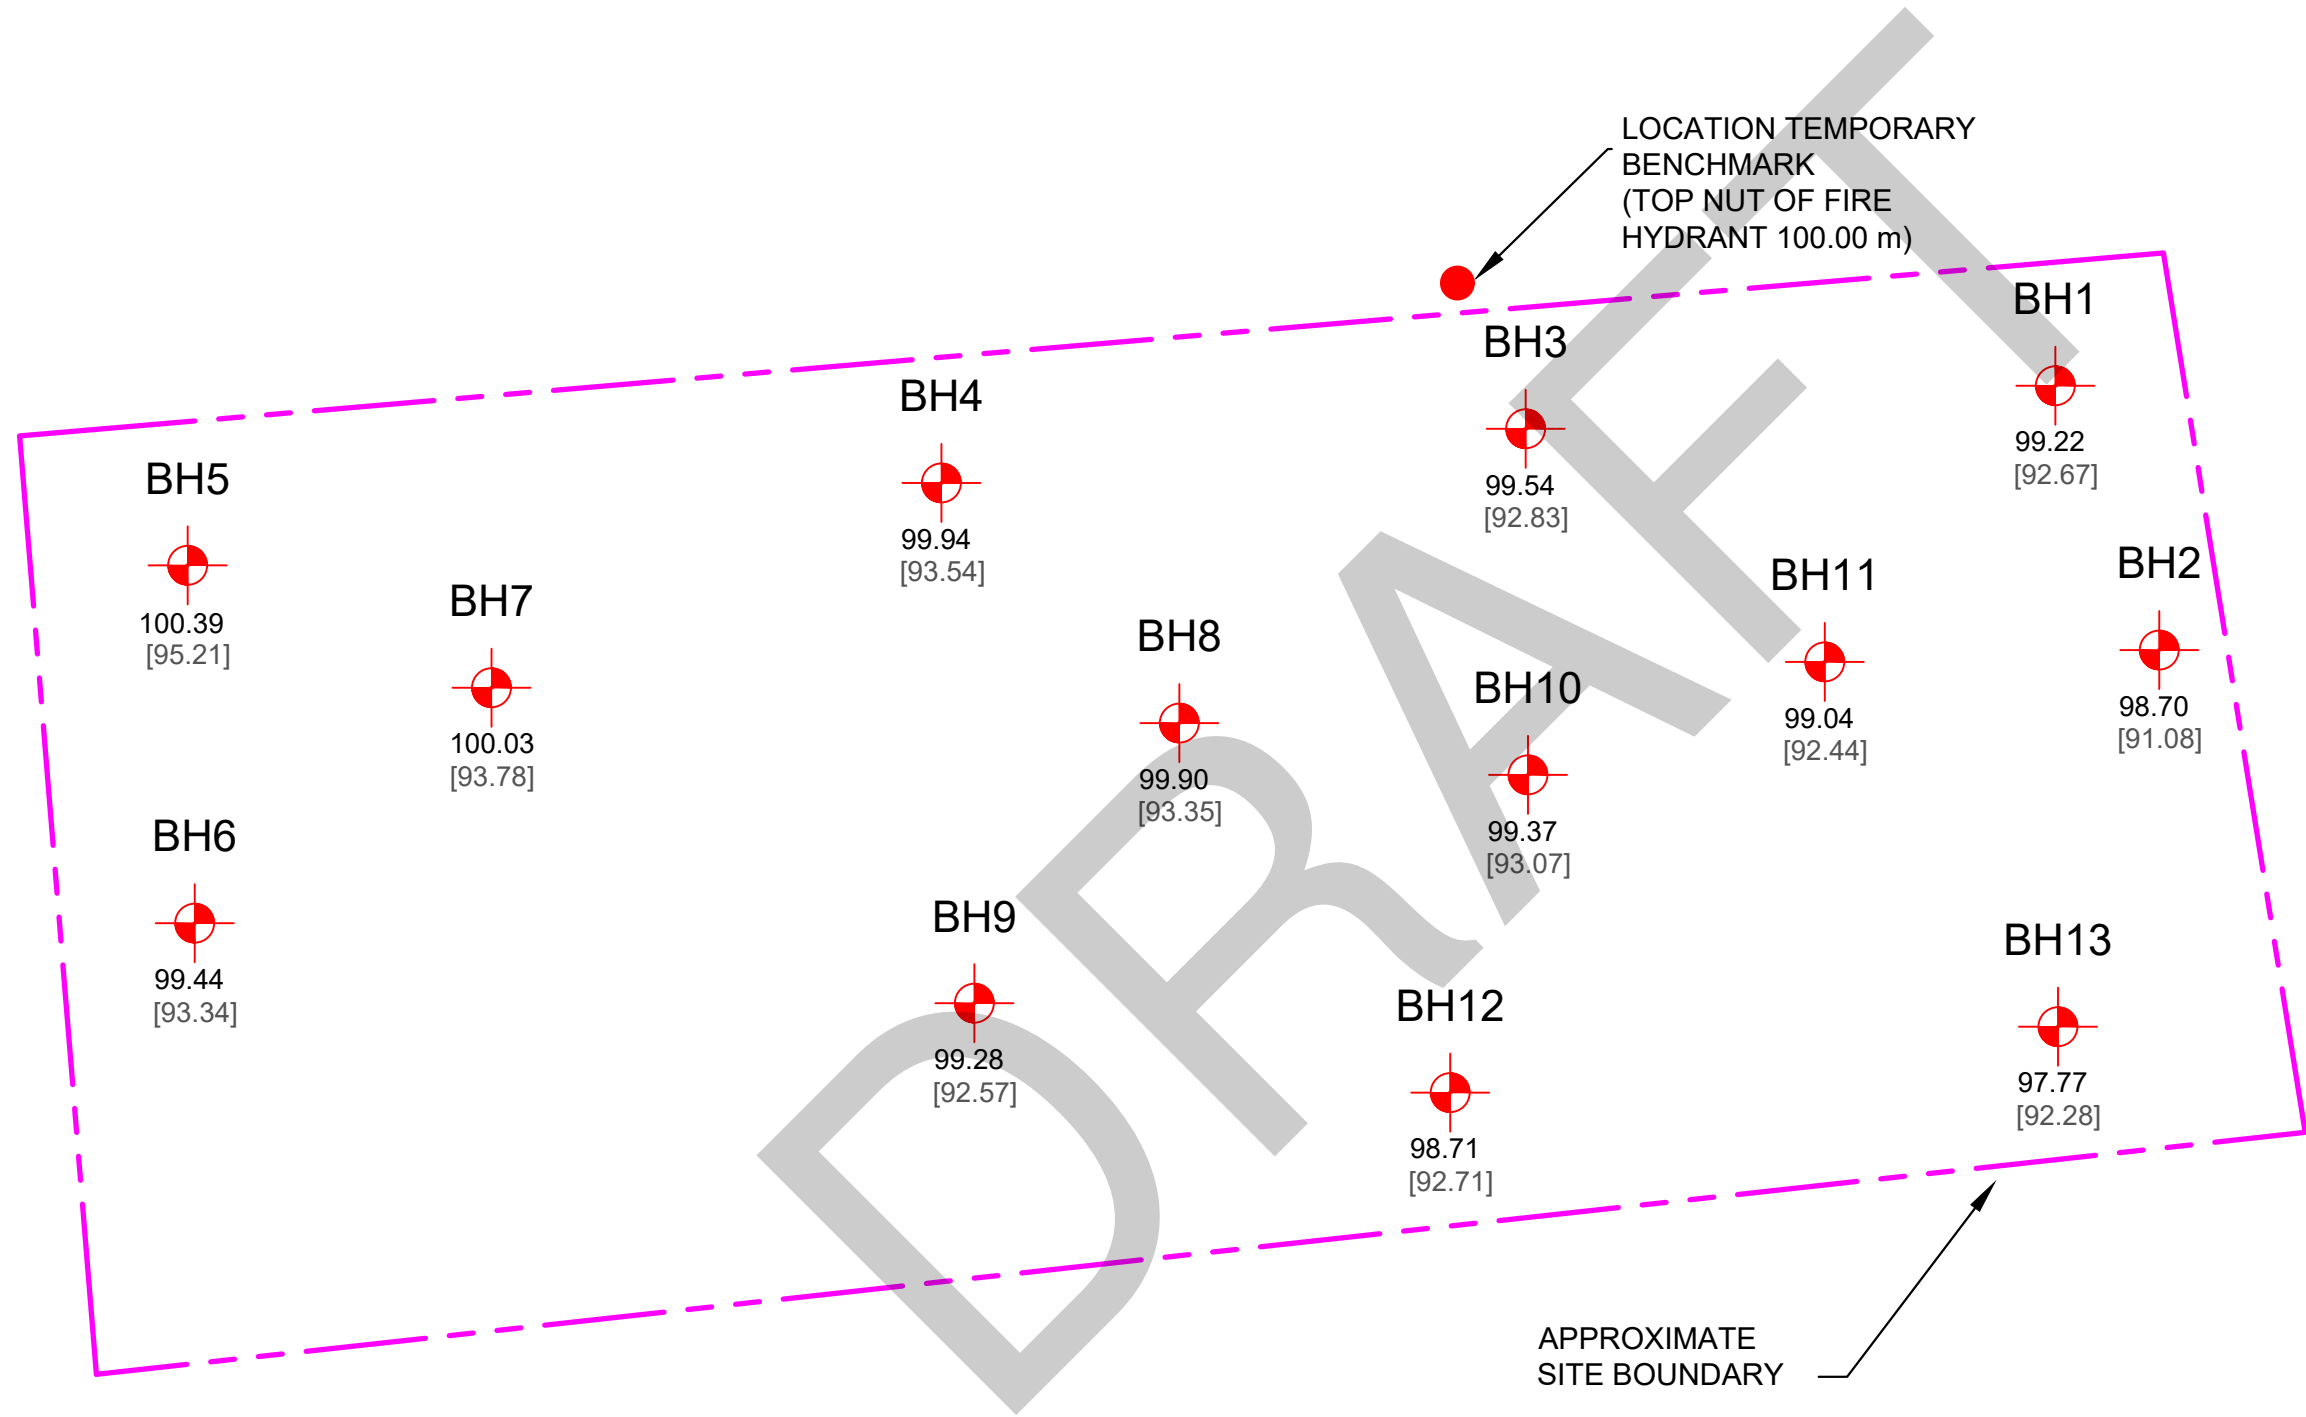 LOCATION TEMPORARY
BENCHMARK
(TOP NUT OF FIRE
HYDRANT 100.00 m)
BH1
99.22
[92.67]
BH3
99.54
[92.83]
BH4
99.94
[93.54]
BH5
100.39
[95.21]
BH7
100.03
[93.78]
BH8
99.90
[93.35]
BH10
99.37
[93.07]
BH11
99.04
[92.44]
BH2
98.70
[91.08]
BH6
99.44
[93.34]
BH9
99.28
[92.57]
BH12
98.71
[92.71]
BH13
97.77
[92.28]
APPROXIMATE
SITE BOUNDARY
DRAFT